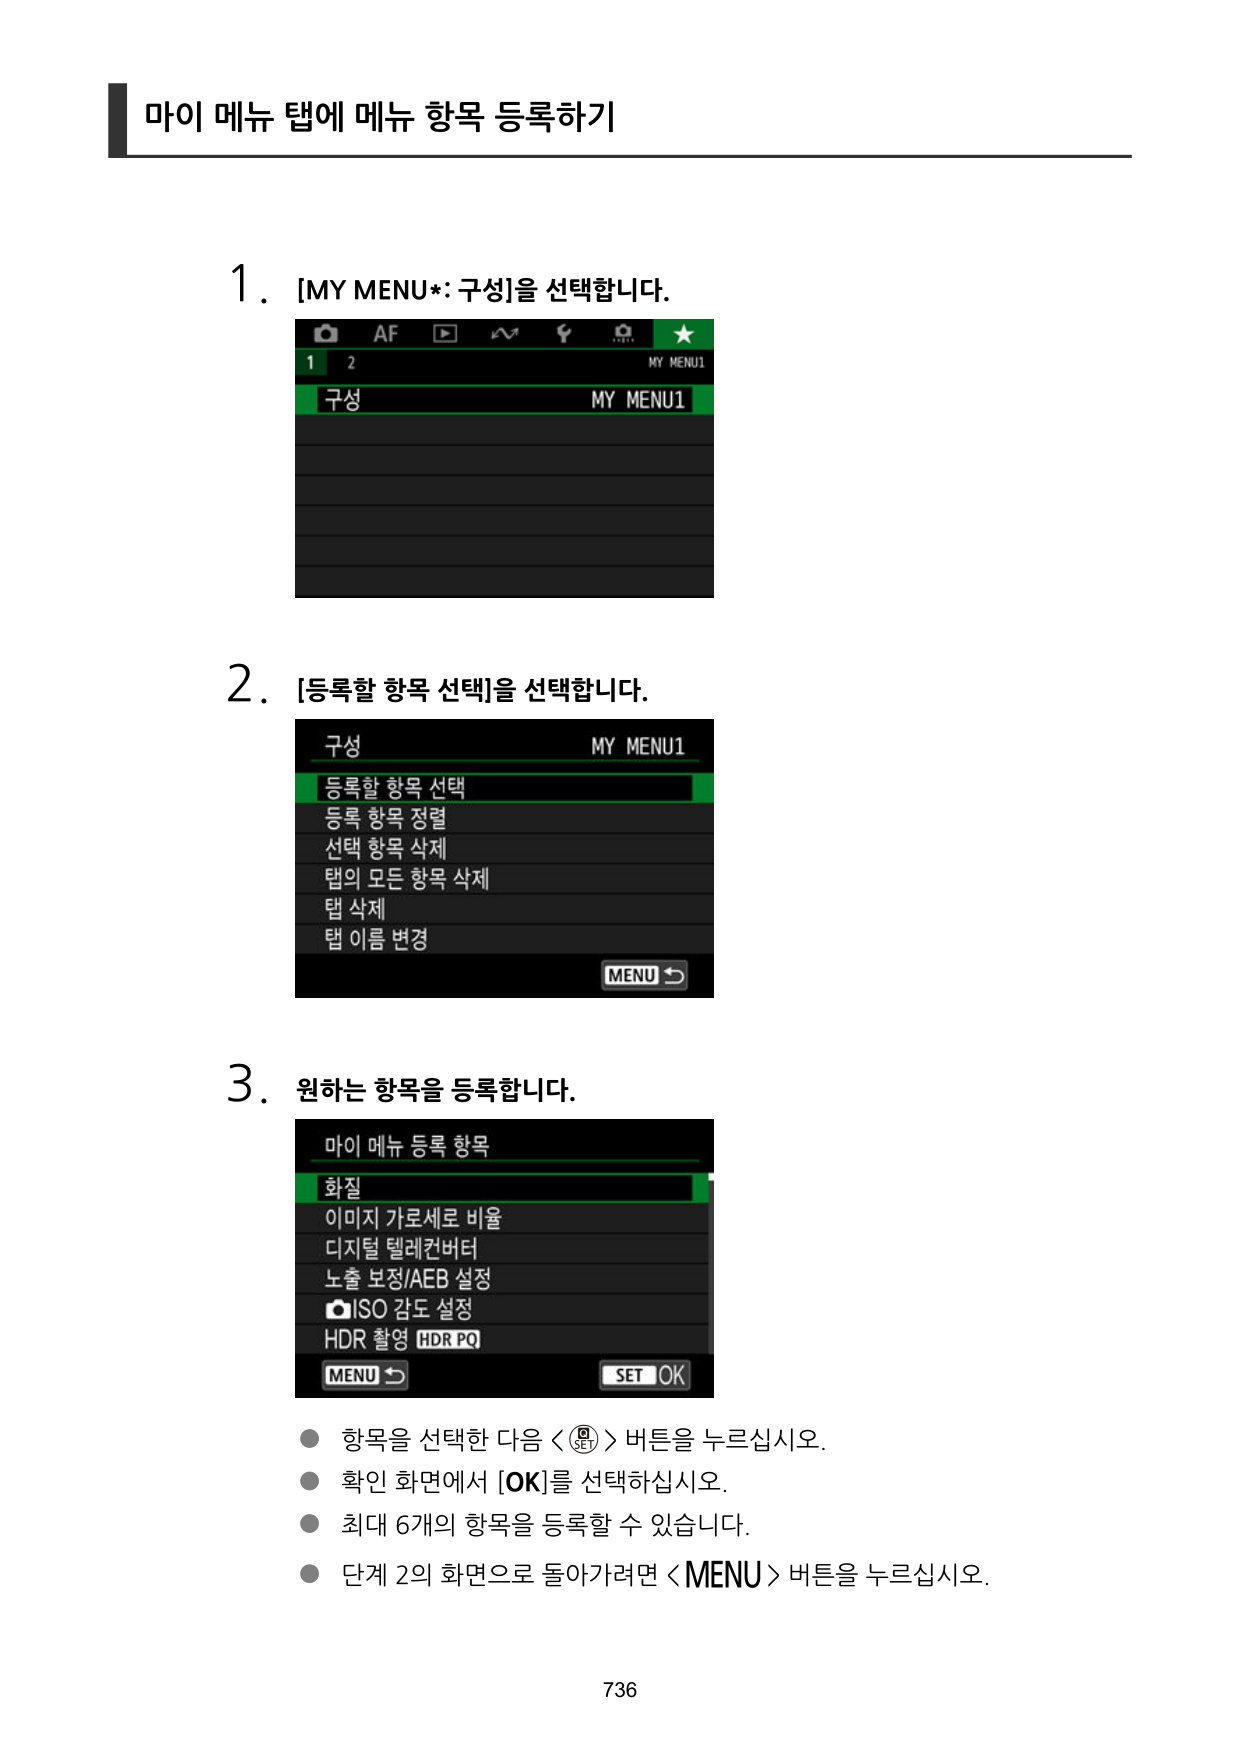 마이 메뉴 탭에 메뉴 항목 등록하기
1. [MY MENU*: 구성]을 선택합니다.
AF
1 2 MY MENU1
구성 MY MENU1
2. [등록할 항목 선택]을 선택합니다.
구성 MY MENU1
등록할 항목 선택
등록 항목 정렬
선택 항목 삭제
탭의 모든 항목 삭제
탭 삭제
탭 이름 변경
MENU
3. 원하는 항목을 등록합니다.
마이 메뉴 등록 항목
화질
이미지 가로세로 비율
디지털 텔레컨버터
노출 보정/AEB 설정
ISO 감도 설정
HDR 촬영 HDR PQ
MENU SET OK
● 항목을 선택한 다음 < Q SET > 버튼을 누르십시오.
● 확인 화면에서 [OK]를 선택하십시오.
● 최대 6개의 항목을 등록할 수 있습니다.
● 단계 2의 화면으로 돌아가려면 < MENU > 버튼을 누르십시오.
736